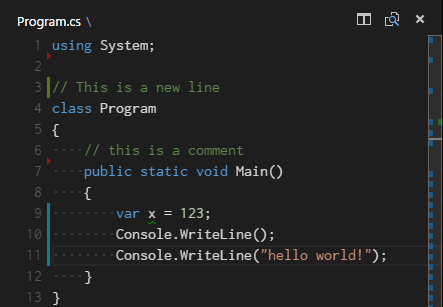 Program.cs \
1 using System;
2
3 // This is a new line
4 class Program
5 {
6 ····// this is a comment
7 ····public static void Main()
8 ····{
9 ········var x = 123;
10 ········Console.WriteLine();
11 ········Console.WriteLine("hello world!");
12 ····}
13 }